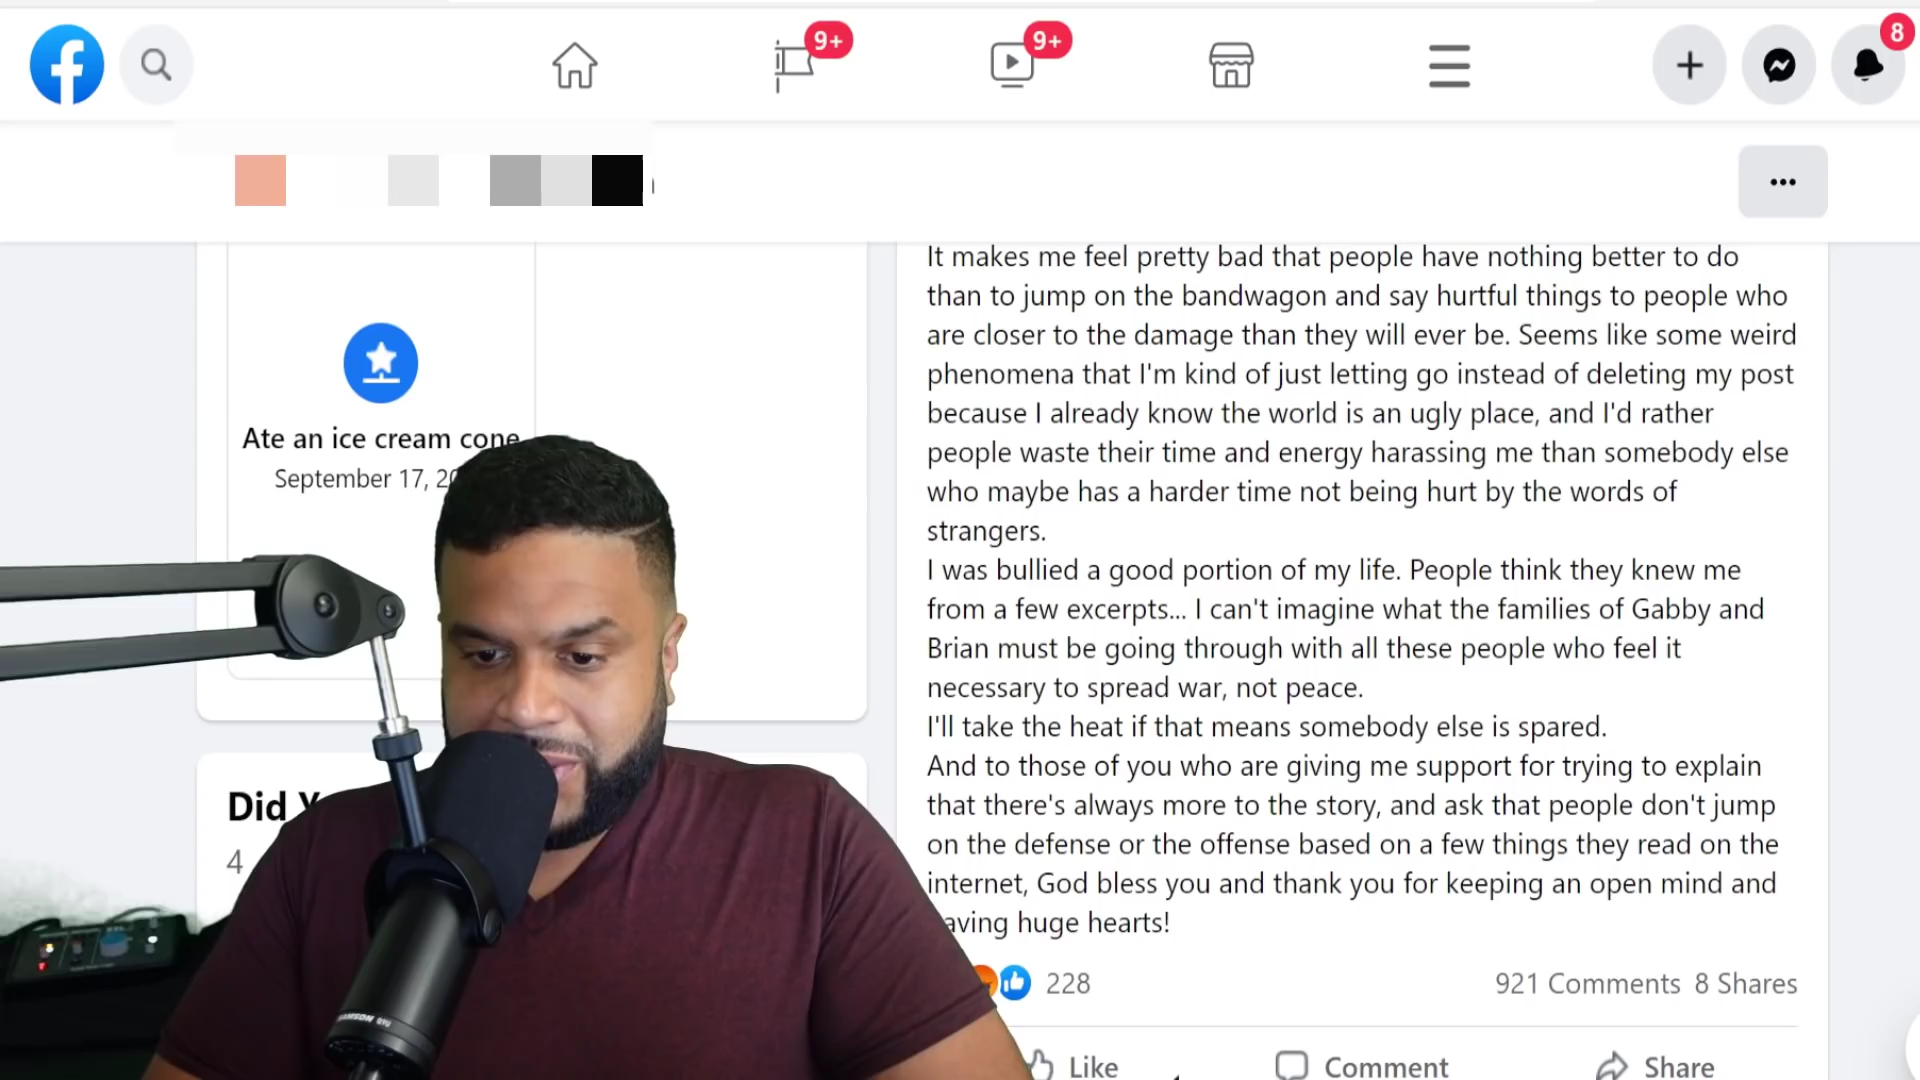 9+
9+
8
It makes me feel pretty bad that people have nothing better to do
than to jump on the bandwagon and say hurtful things to people who
are closer to the damage than they will ever be. Seems like some weird
phenomena that I'm kind of just letting go instead of deleting my post
because I already know the world is an ugly place, and I'd rather
people waste their time and energy harassing me than somebody else
who maybe has a harder time not being hurt by the words of
strangers.
I was bullied a good portion of my life. People think they knew me
from a few excerpts... I can't imagine what the families of Gabby and
Brian must be going through with all these people who feel it
necessary to spread war, not peace.
I'll take the heat if that means somebody else is spared.
And to those of you who are giving me support for trying to explain
that there's always more to the story, and ask that people don't jump
on the defense or the offense based on a few things they read on the
internet, God bless you and thank you for keeping an open mind and
aving huge hearts!
228
921 Comments 8 Shares
Like
Comment
Share
Ate an ice cream cone
September 17, 20
Did Y
4
SAMSON Q9U